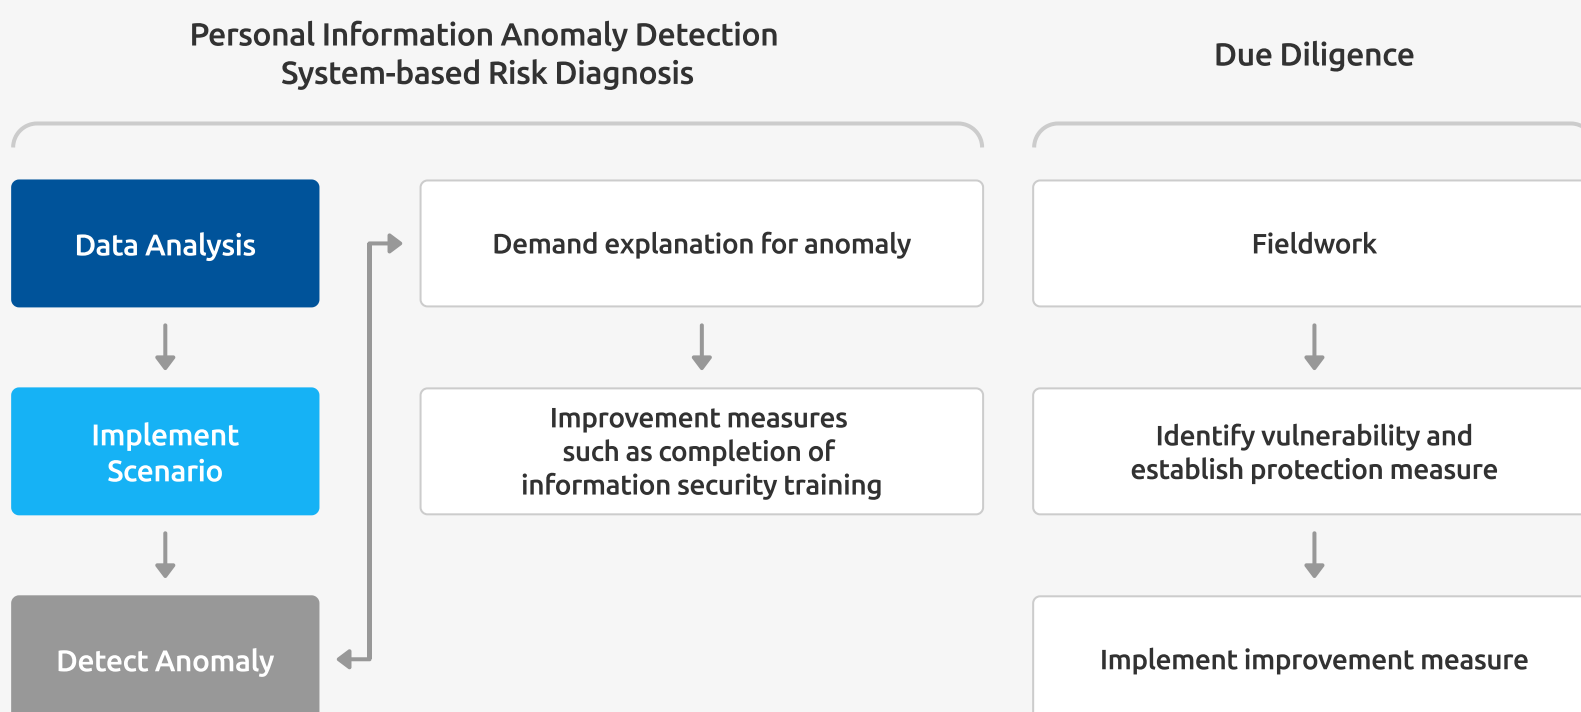 Personal Information Anomaly Detection
System-based Risk Diagnosis
Due Diligence
Data Analysis
Demand explanation for anomaly
Fieldwork
Implement
Scenario
Improvement measures
such as completion of
information security training
Identify vulnerability and
establish protection measure
Detect Anomaly
Implement improvement measure